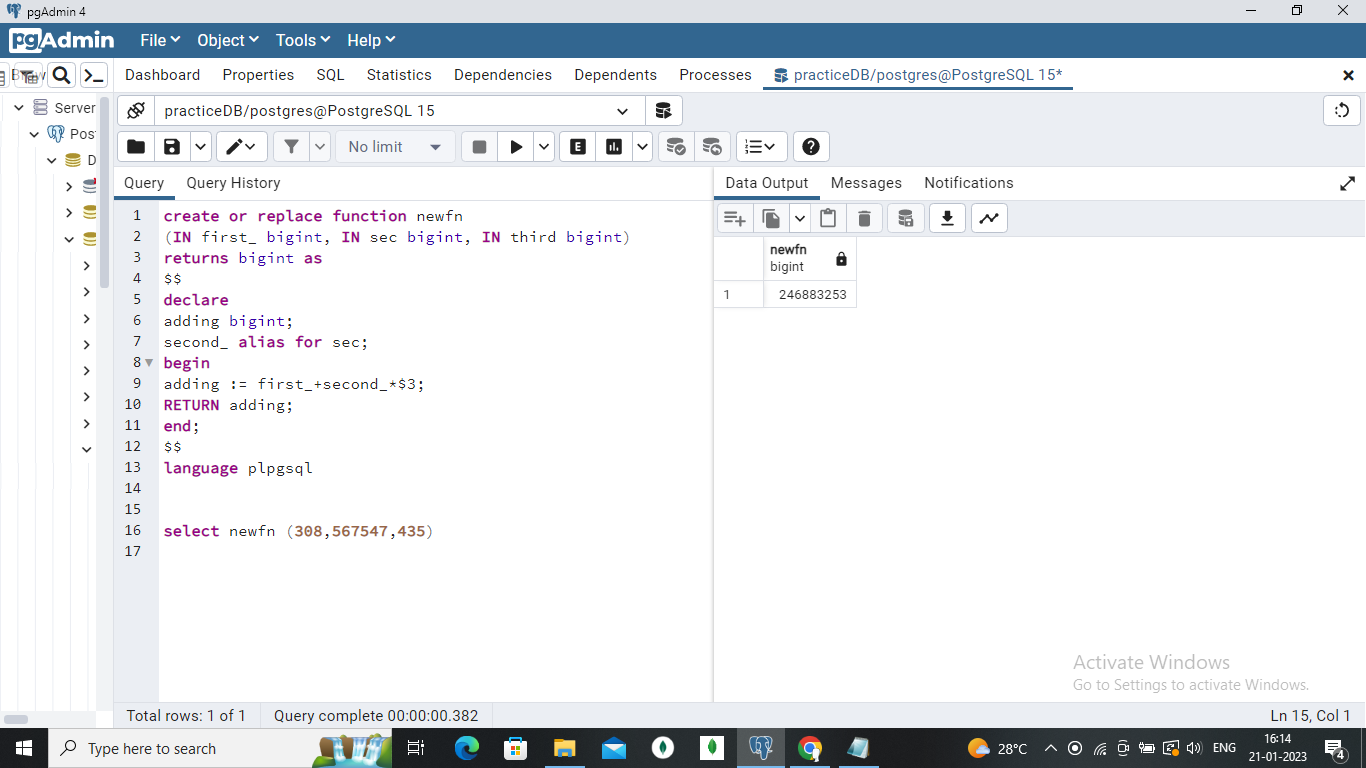 pgAdmin 4
pgAdmin File Object Tools Help
Dashboard Properties SQL Statistics Dependencies Dependents Processes practiceDB/postgres@PostgreSQL 15*
Server
practiceDB/postgres@PostgreSQL 15
Pos
No limit
D
Query Query History
Data Output Messages Notifications
1 create or replace function newfn
2 (IN first_ bigint, IN sec bigint, IN third bigint)
3 returns bigint as
4 $$
5 declare
6 adding bigint;
7 second_ alias for sec;
8 begin
9 adding := first_+second_*$3;
10 RETURN adding;
11 end;
12 $$
13 language plpgsql
14
15
16 select newfn (308,567547,435)
17
newfn
bigint
1 246883253
Activate Windows
Go to Settings to activate Windows.
Total rows: 1 of 1 Query complete 00:00:00.382 Ln 15, Col 1
Type here to search
28°C ENG
16:14
21-01-2023
4